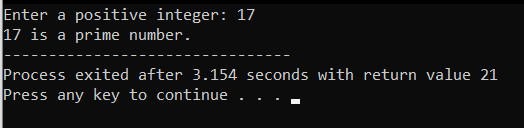 Enter a positive integer: 17
17 is a prime number.
--------------------------------
Process exited after 3.154 seconds with return value 21
Press any key to continue . . .